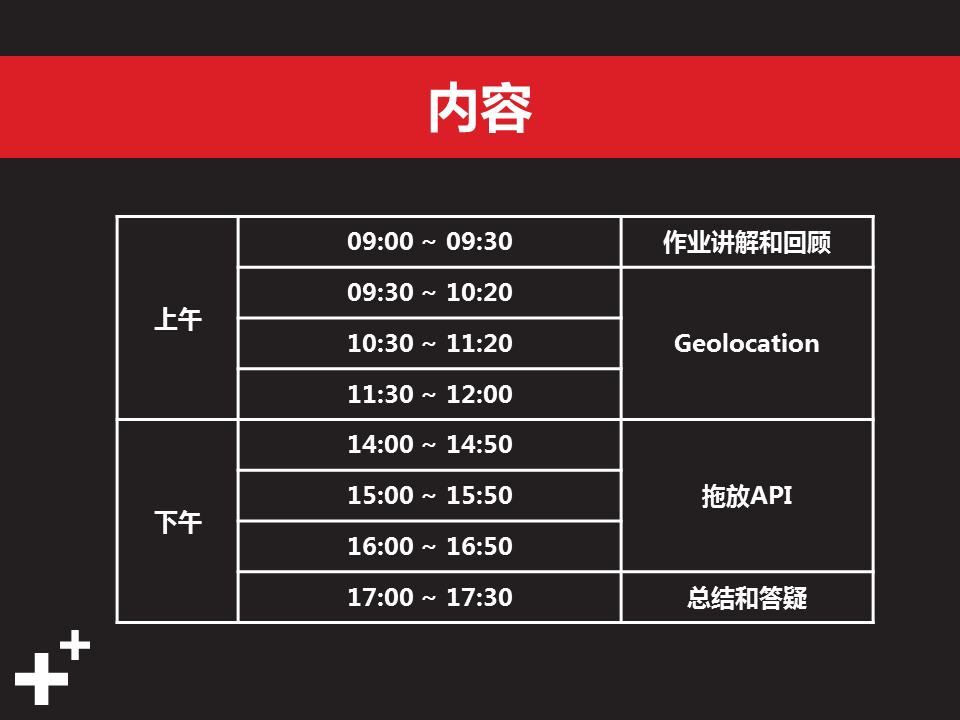 内容
上午
09:00 ~ 09:30
作业讲解和回顾
09:30 ~ 10:20
10:30 ~ 11:20
11:30 ~ 12:00
Geolocation
下午
14:00 ~ 14:50
15:00 ~ 15:50
16:00 ~ 16:50
拖放API
17:00 ~ 17:30
总结和答疑